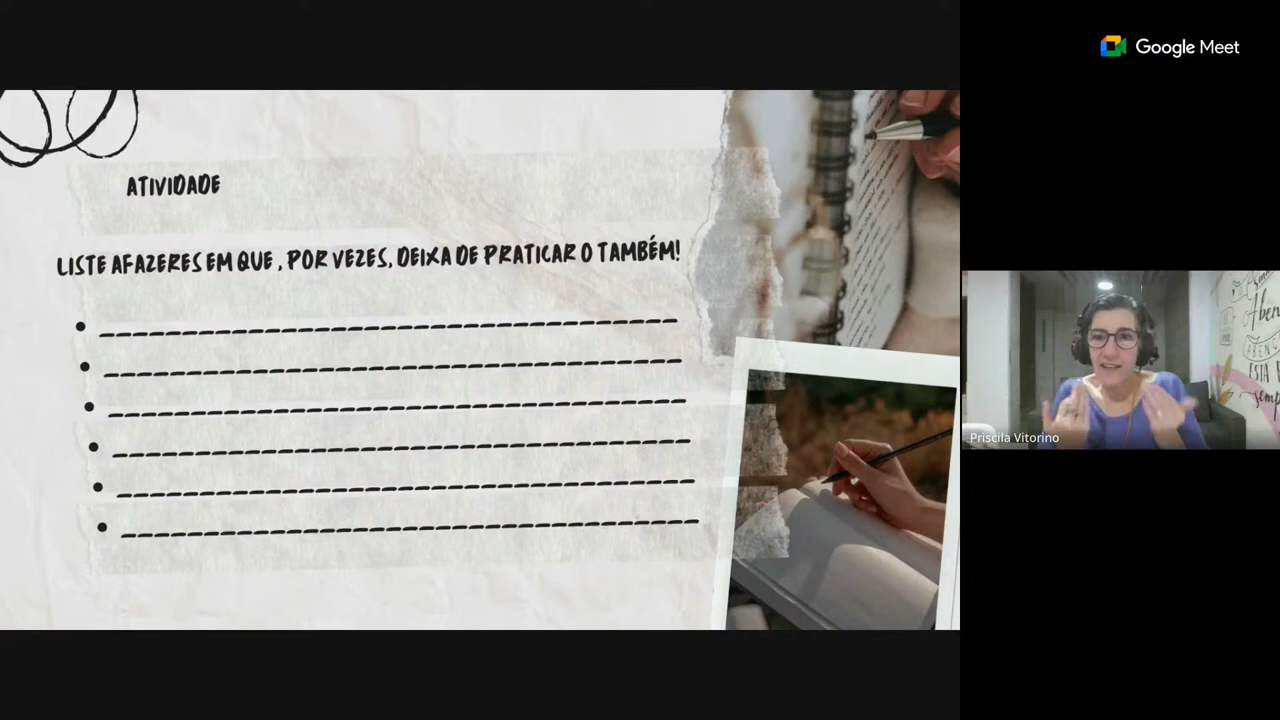 Google Meet
ATIVIDADE
LISTE AFAZERES EM QUE , POR VEZES, DEIXA DE PRATICAR O TAMBÉM!
Priscila Vitorino